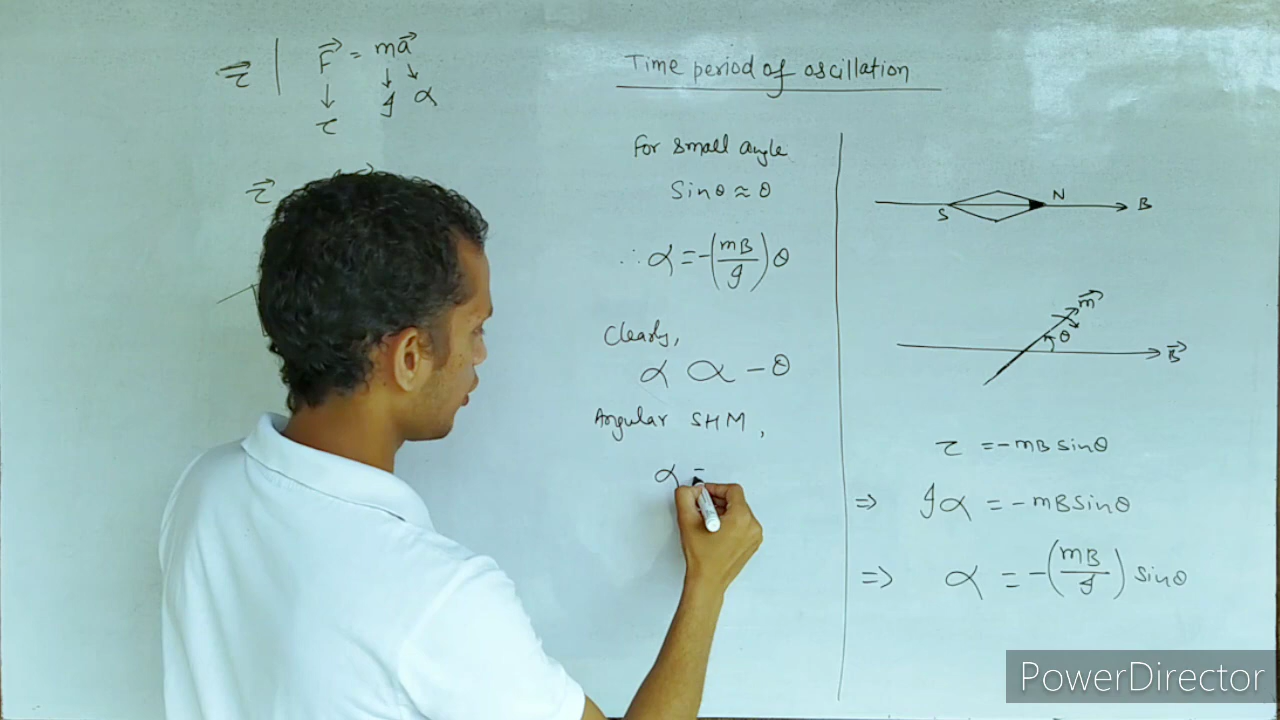 Time period of oscillation
τ⃗ | F⃗ = ma⃗
↓ ↓ ↘
τ I α
τ⃗
For small angle
Sinθ ≈ θ
∴ α = -(mB/I) θ
Clearly,
α ∝ - θ
Angular SHM,
α =
S N B
m⃗
θ
B⃗
τ = - mB sinθ
⇒ Iα = - mB sinθ
⇒ α = -(mB/I) sinθ
PowerDirector